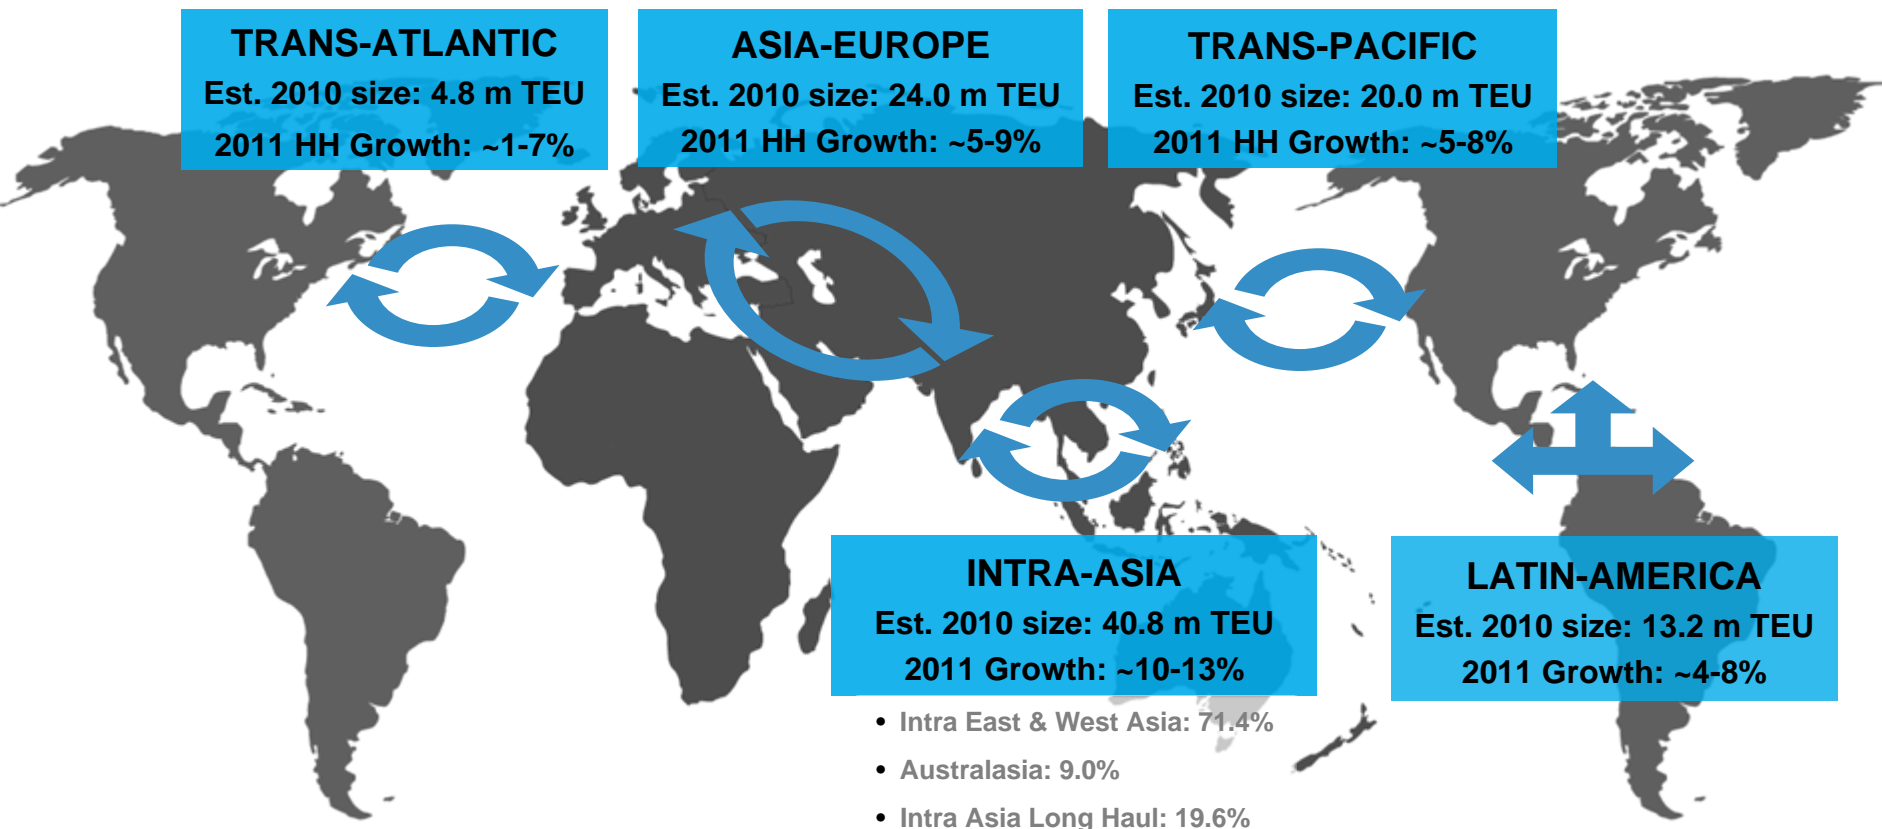 TRANS-ATLANTIC
Est. 2010 size: 4.8 m TEU
2011 HH Growth: ~1-7%
ASIA-EUROPE
Est. 2010 size: 24.0 m TEU
2011 HH Growth: ~5-9%
TRANS-PACIFIC
Est. 2010 size: 20.0 m TEU
2011 HH Growth: ~5-8%
INTRA-ASIA
Est. 2010 size: 40.8 m TEU
2011 Growth: ~10-13%
• Intra East & West Asia: 71.4%
• Australasia: 9.0%
• Intra Asia Long Haul: 19.6%
LATIN-AMERICA
Est. 2010 size: 13.2 m TEU
2011 Growth: ~4-8%